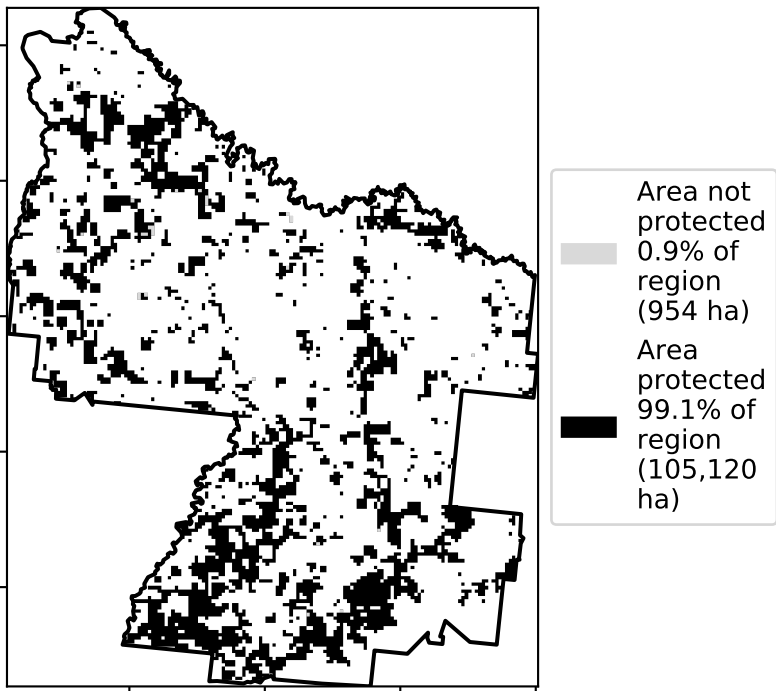 Area not
protected
0.9% of
region
(954 ha)
Area
protected
99.1% of
region
(105,120
ha)